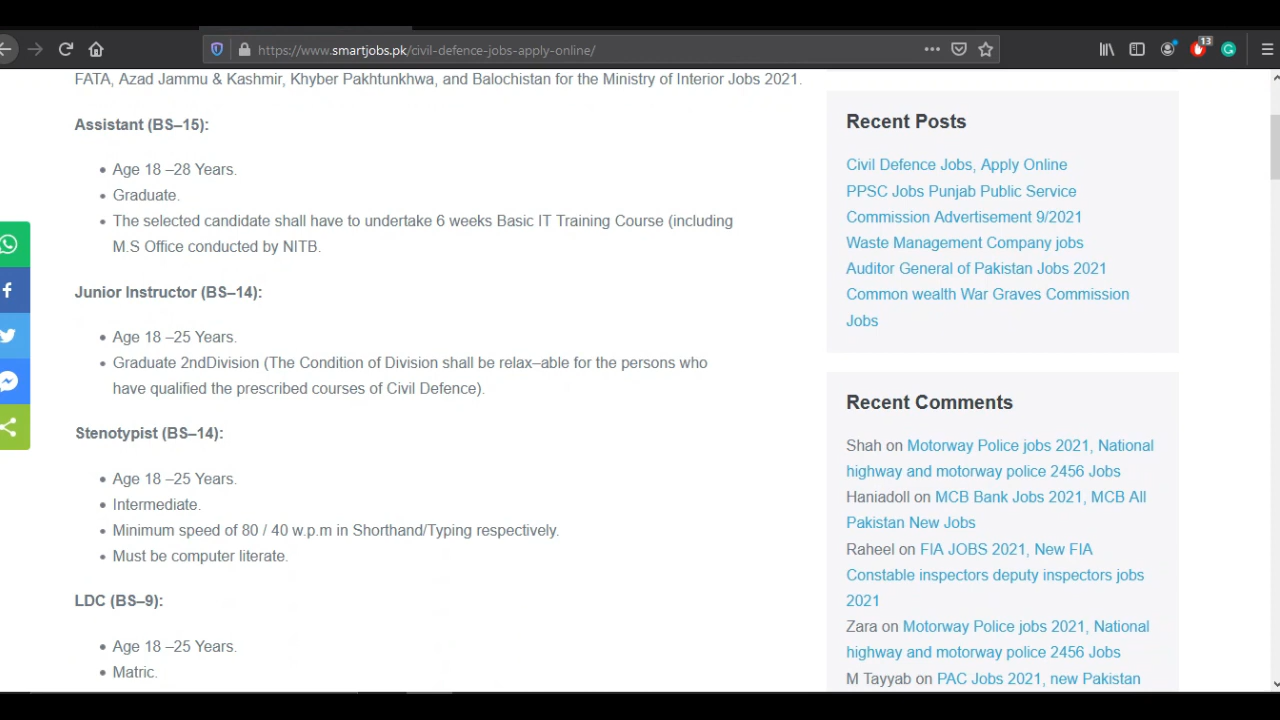 https://www.smartjobs.pk/civil-defence-jobs-apply-online/
13
FATA, Azad Jammu & Kashmir, Khyber Pakhtunkhwa, and Balochistan for the Ministry of Interior Jobs 2021.
Assistant (BS–15):
Age 18 –28 Years.
Graduate.
The selected candidate shall have to undertake 6 weeks Basic IT Training Course (including
M.S Office conducted by NITB.
Junior Instructor (BS–14):
Age 18 –25 Years.
Graduate 2ndDivision (The Condition of Division shall be relax–able for the persons who
have qualified the prescribed courses of Civil Defence).
Stenotypist (BS–14):
Age 18 –25 Years.
Intermediate.
Minimum speed of 80 / 40 w.p.m in Shorthand/Typing respectively.
Must be computer literate.
LDC (BS–9):
Age 18 –25 Years.
Matric.
Recent Posts
Civil Defence Jobs, Apply Online
PPSC Jobs Punjab Public Service
Commission Advertisement 9/2021
Waste Management Company jobs
Auditor General of Pakistan Jobs 2021
Common wealth War Graves Commission
Jobs
Recent Comments
Shah on Motorway Police jobs 2021, National
highway and motorway police 2456 Jobs
Haniadoll on MCB Bank Jobs 2021, MCB All
Pakistan New Jobs
Raheel on FIA JOBS 2021, New FIA
Constable inspectors deputy inspectors jobs
2021
Zara on Motorway Police jobs 2021, National
highway and motorway police 2456 Jobs
M Tayyab on PAC Jobs 2021, new Pakistan